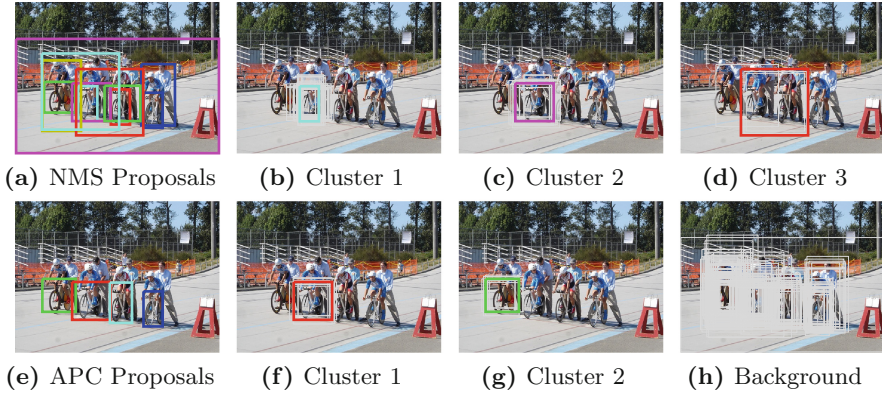 (a) NMS Proposals (b) Cluster 1 (c) Cluster 2 (d) Cluster 3
(e) APC Proposals (f) Cluster 1 (g) Cluster 2 (h) Background